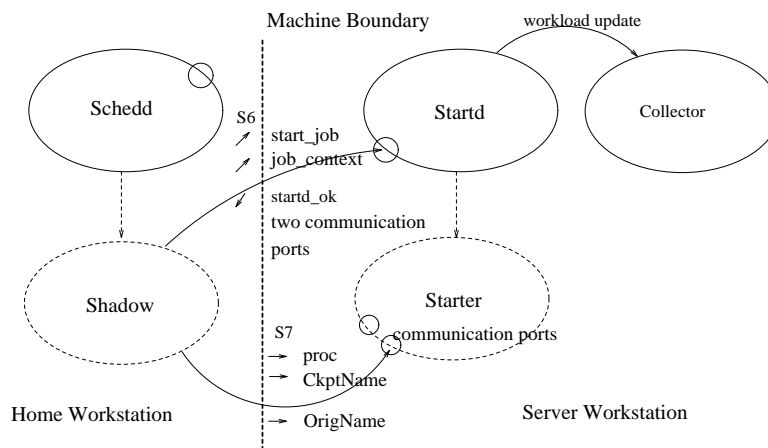 Machine Boundary
workload update
Schedd
Startd
Collector
S6
start_job
job_context
startd_ok
two communication
ports
Shadow
Starter
communication ports
S7
proc
CkptName
OrigName
Home Workstation
Server Workstation